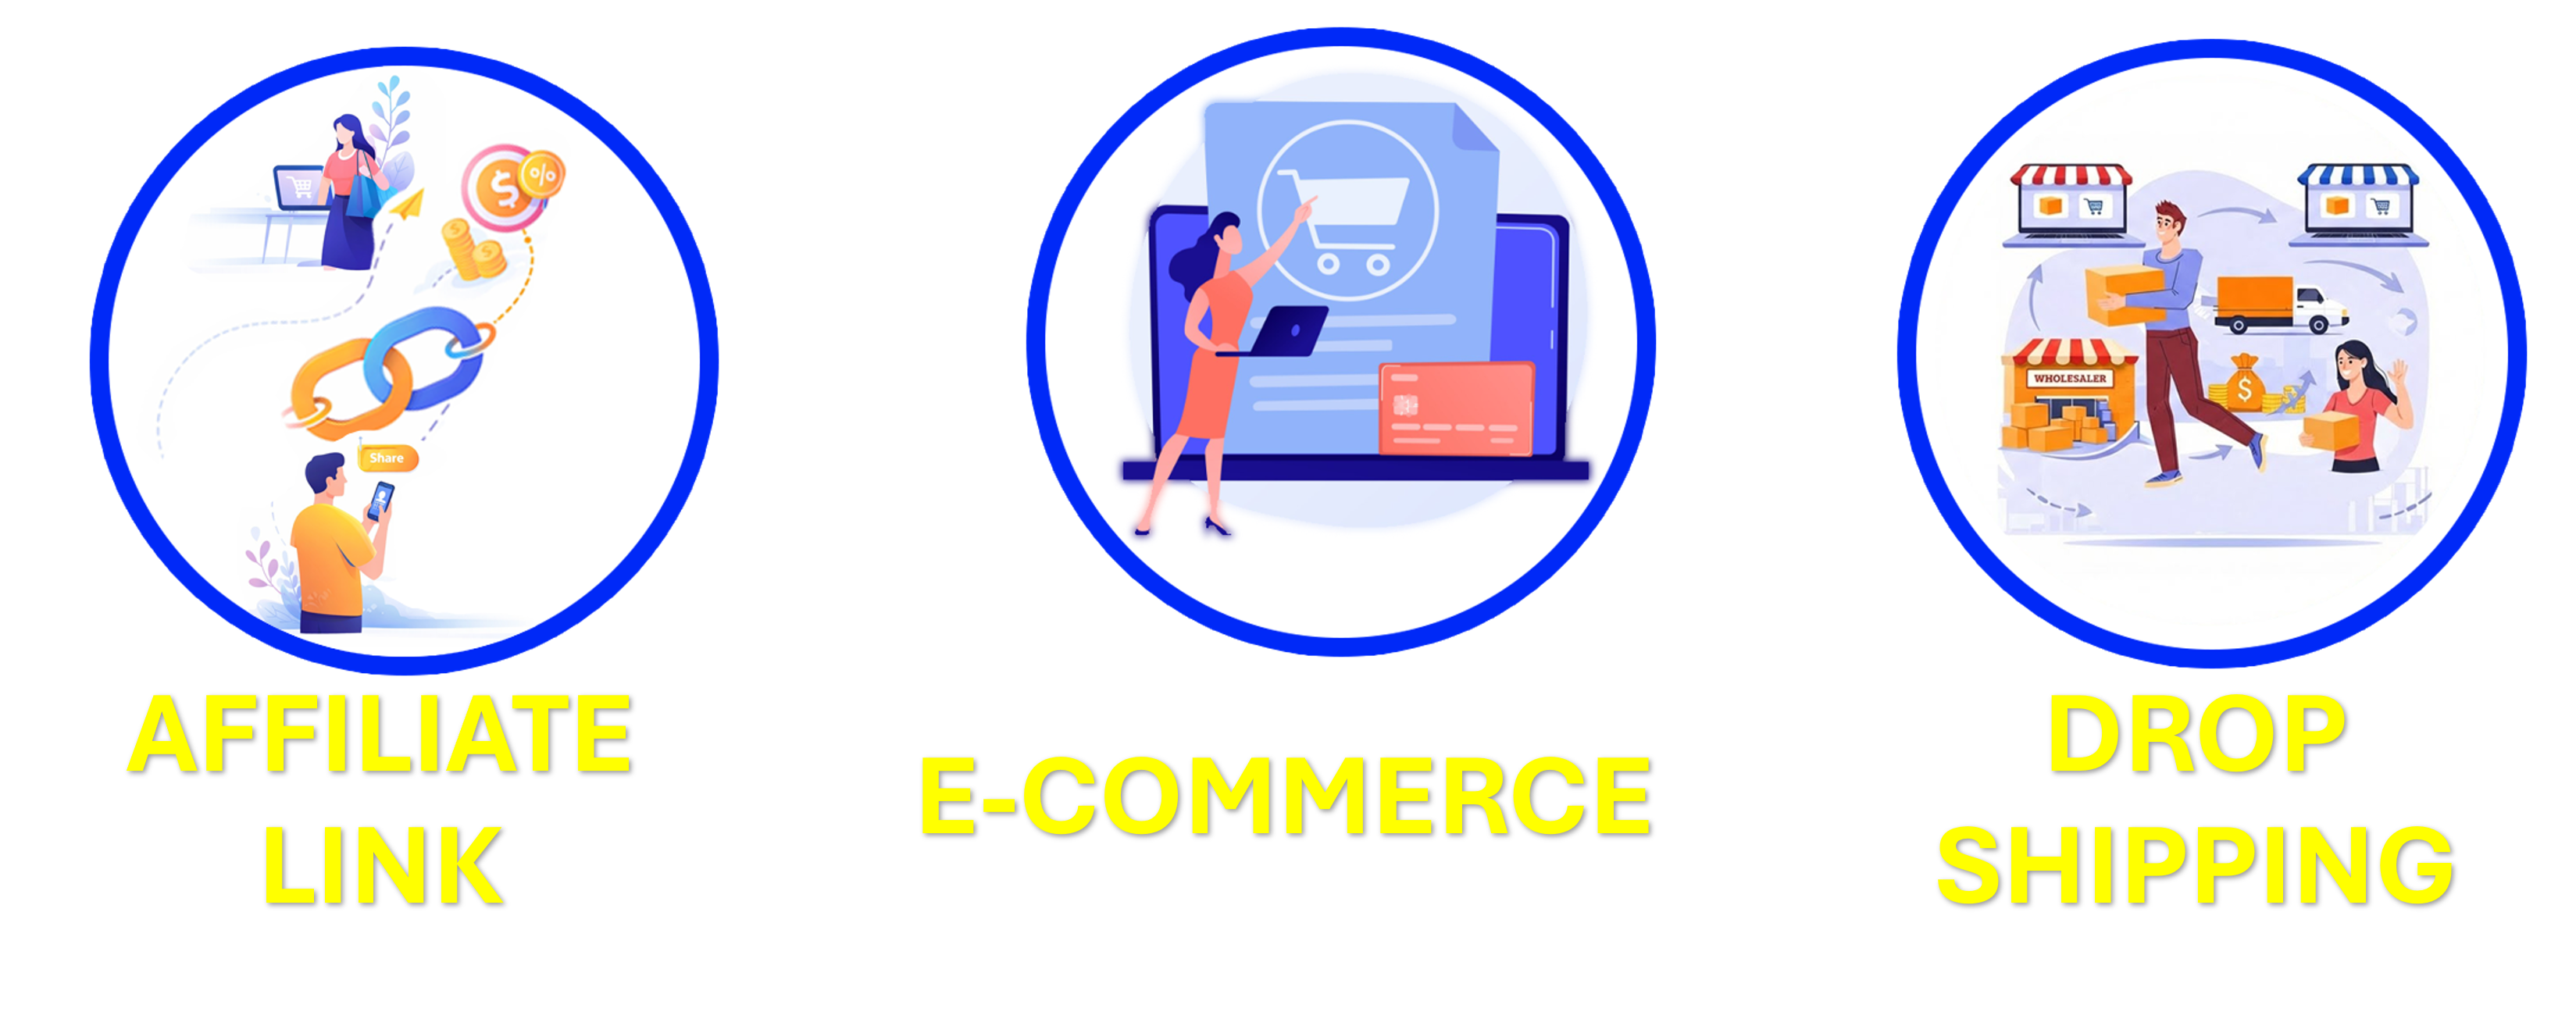 Share
WHOLESALER
AFFILIATE
LINK
E-COMMERCE
DROP
SHIPPING